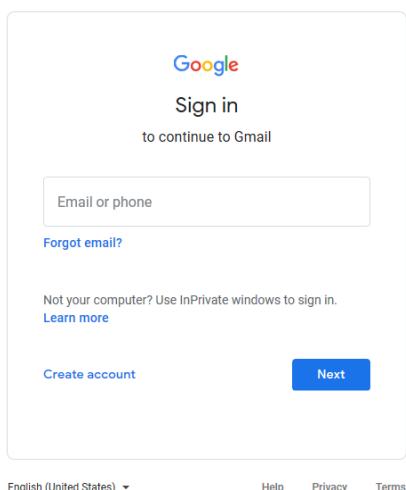 Google
Sign in
to continue to Gmail
Email or phone
Forgot email?
Not your computer? Use InPrivate windows to sign in.
Learn more
Create account
Next
English (United States)
Help Privacy Terms